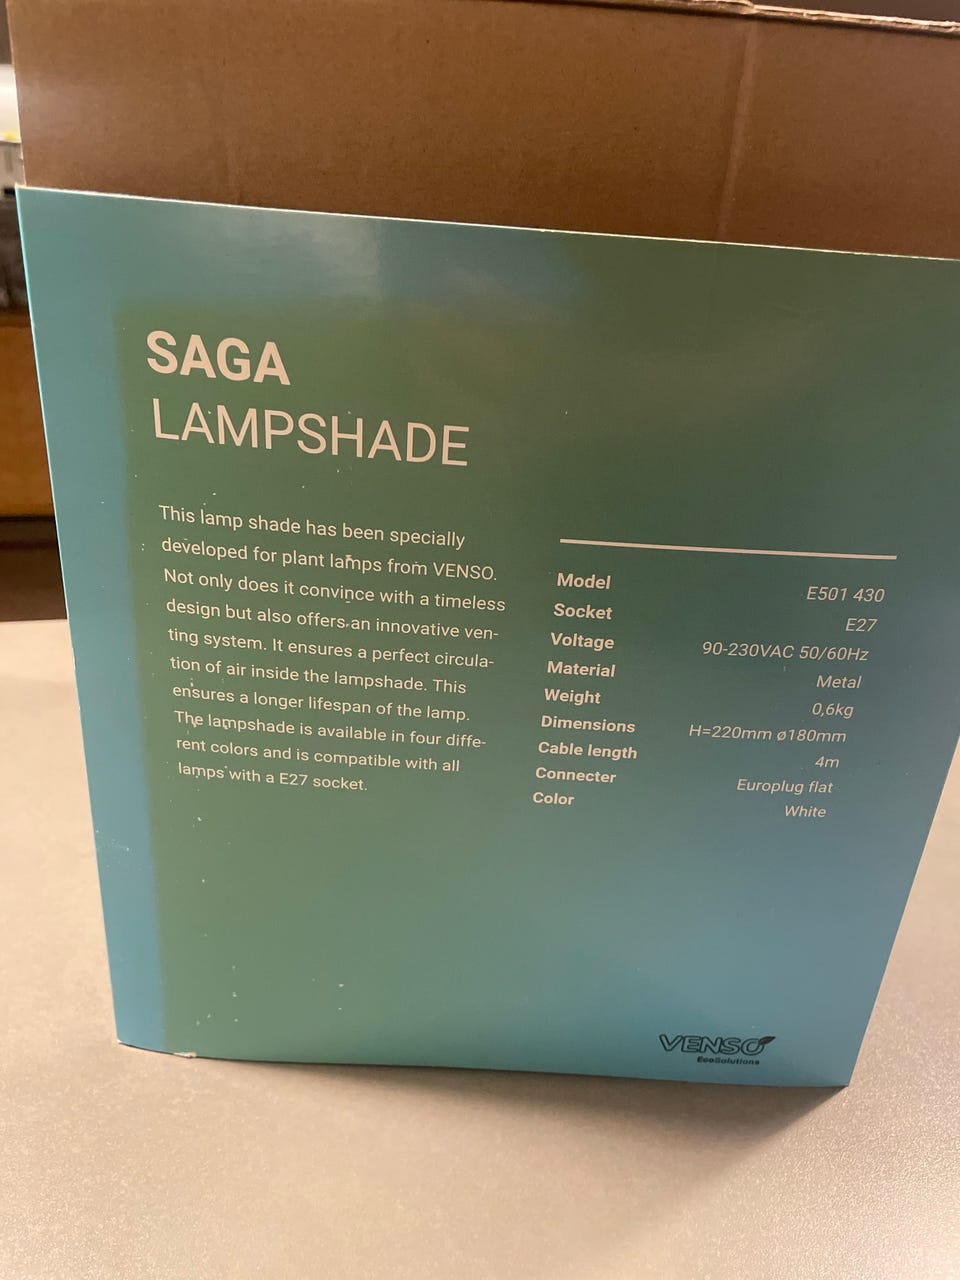 SAGA
LAMPSHADE
This lamp shade has been specially
developed for plant lamps from VENSO.
Not only does it convince with a timeless
design but also offers an innovative ven-
ting system. It ensures a perfect circula-
tion of air inside the lampshade. This
ensures a longer lifespan of the lamp.
The lampshade is available in four diffe-
rent colors and is compatible with all
lamps with a E27 socket.
Model E501 430
Socket E27
Voltage 90-230VAC 50/60Hz
Material Metal
Weight 0,6kg
Dimensions H=220mm ø180mm
Cable length 4m
Connecter Europlug flat
Color White
VENSO
EcoSolutions